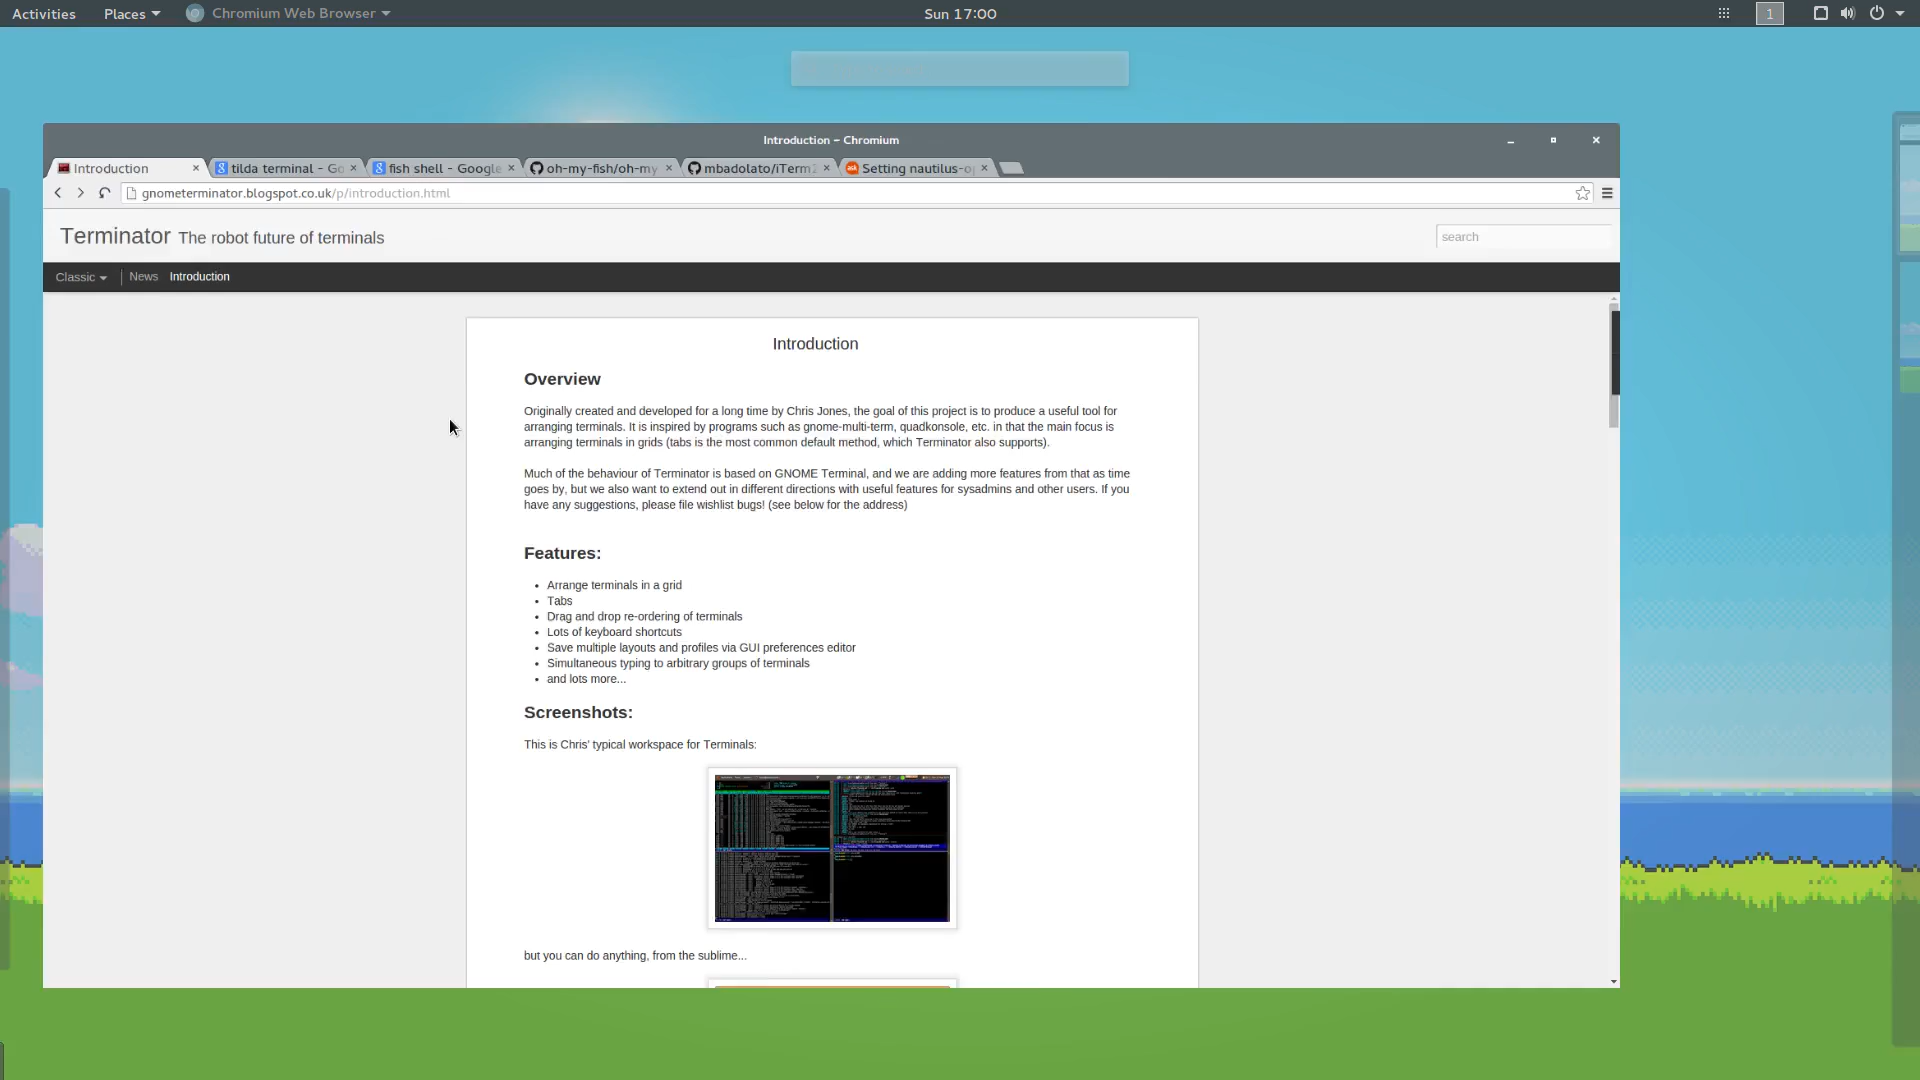 Activities Places Chromium Web Browser Sun 17:00 1
Introduction – Chromium
Introduction tilda terminal - Go fish shell - Google oh-my-fish/oh-my mbadolato/iTerm2 Setting nautilus-op
gnometerminator.blogspot.co.uk/p/introduction.html
Terminator The robot future of terminals search
Classic News Introduction
Introduction
Overview
Originally created and developed for a long time by Chris Jones, the goal of this project is to produce a useful tool for
arranging terminals. It is inspired by programs such as gnome-multi-term, quadkonsole, etc. in that the main focus is
arranging terminals in grids (tabs is the most common default method, which Terminator also supports).
Much of the behaviour of Terminator is based on GNOME Terminal, and we are adding more features from that as time
goes by, but we also want to extend out in different directions with useful features for sysadmins and other users. If you
have any suggestions, please file wishlist bugs! (see below for the address)
Features:
• Arrange terminals in a grid
• Tabs
• Drag and drop re-ordering of terminals
• Lots of keyboard shortcuts
• Save multiple layouts and profiles via GUI preferences editor
• Simultaneous typing to arbitrary groups of terminals
• and lots more...
Screenshots:
This is Chris' typical workspace for Terminals:
but you can do anything, from the sublime...